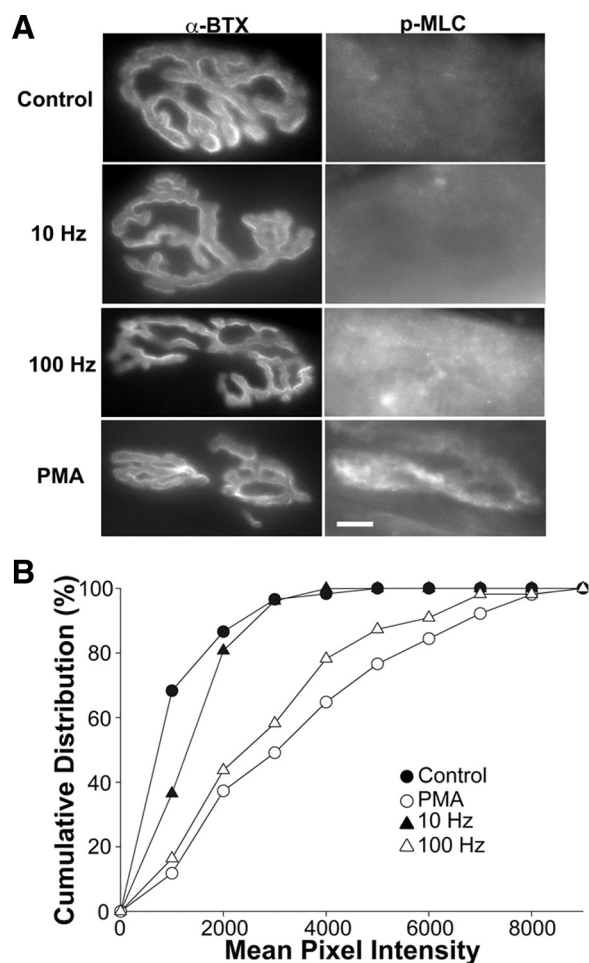 A
α-BTX p-MLC
Control
10 Hz
100 Hz
PMA
B
Cumulative Distribution (%)
100
80
60
40
20
0
Control
PMA
10 Hz
100 Hz
0 2000 4000 6000 8000
Mean Pixel Intensity